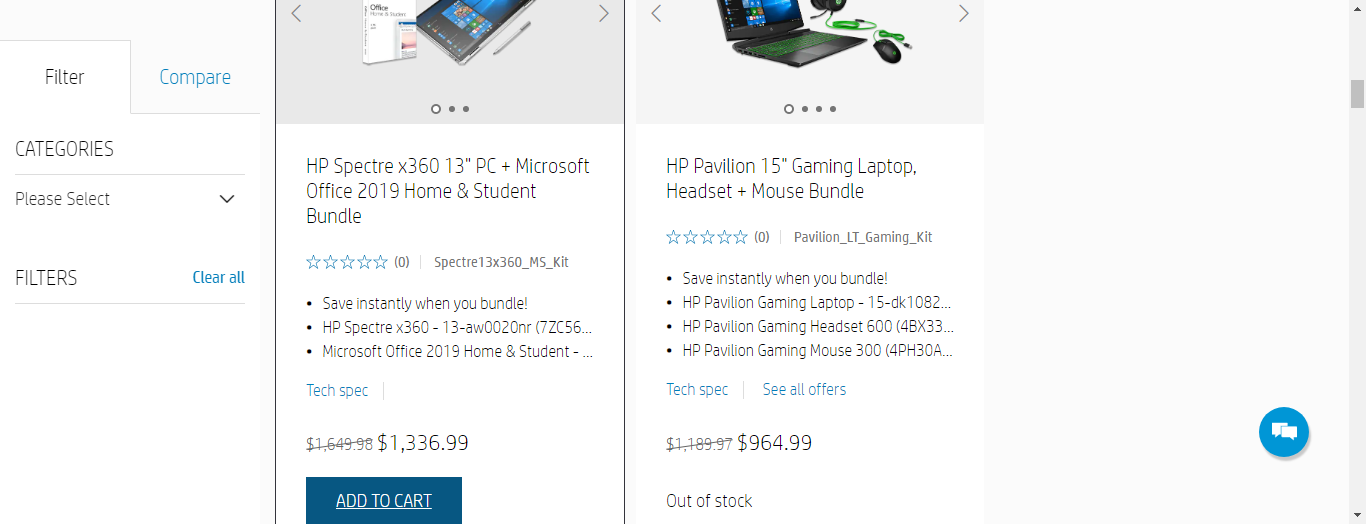 Filter
Compare
CATEGORIES
Please Select
FILTERS
Clear all
Office
Home & Student
HP Spectre x360 13" PC + Microsoft
Office 2019 Home & Student
Bundle
(0)
Spectre13x360_MS_Kit
• Save instantly when you bundle!
• HP Spectre x360 - 13-aw0020nr (7ZC56...
• Microsoft Office 2019 Home & Student - ...
Tech spec
$1,649.98 $1,336.99
ADD TO CART
HP Pavilion 15" Gaming Laptop,
Headset + Mouse Bundle
(0)
Pavilion_LT_Gaming_Kit
• Save instantly when you bundle!
• HP Pavilion Gaming Laptop - 15-dk1082...
• HP Pavilion Gaming Headset 600 (4BX33...
• HP Pavilion Gaming Mouse 300 (4PH30A...
Tech spec
See all offers
$1,189.97 $964.99
Out of stock